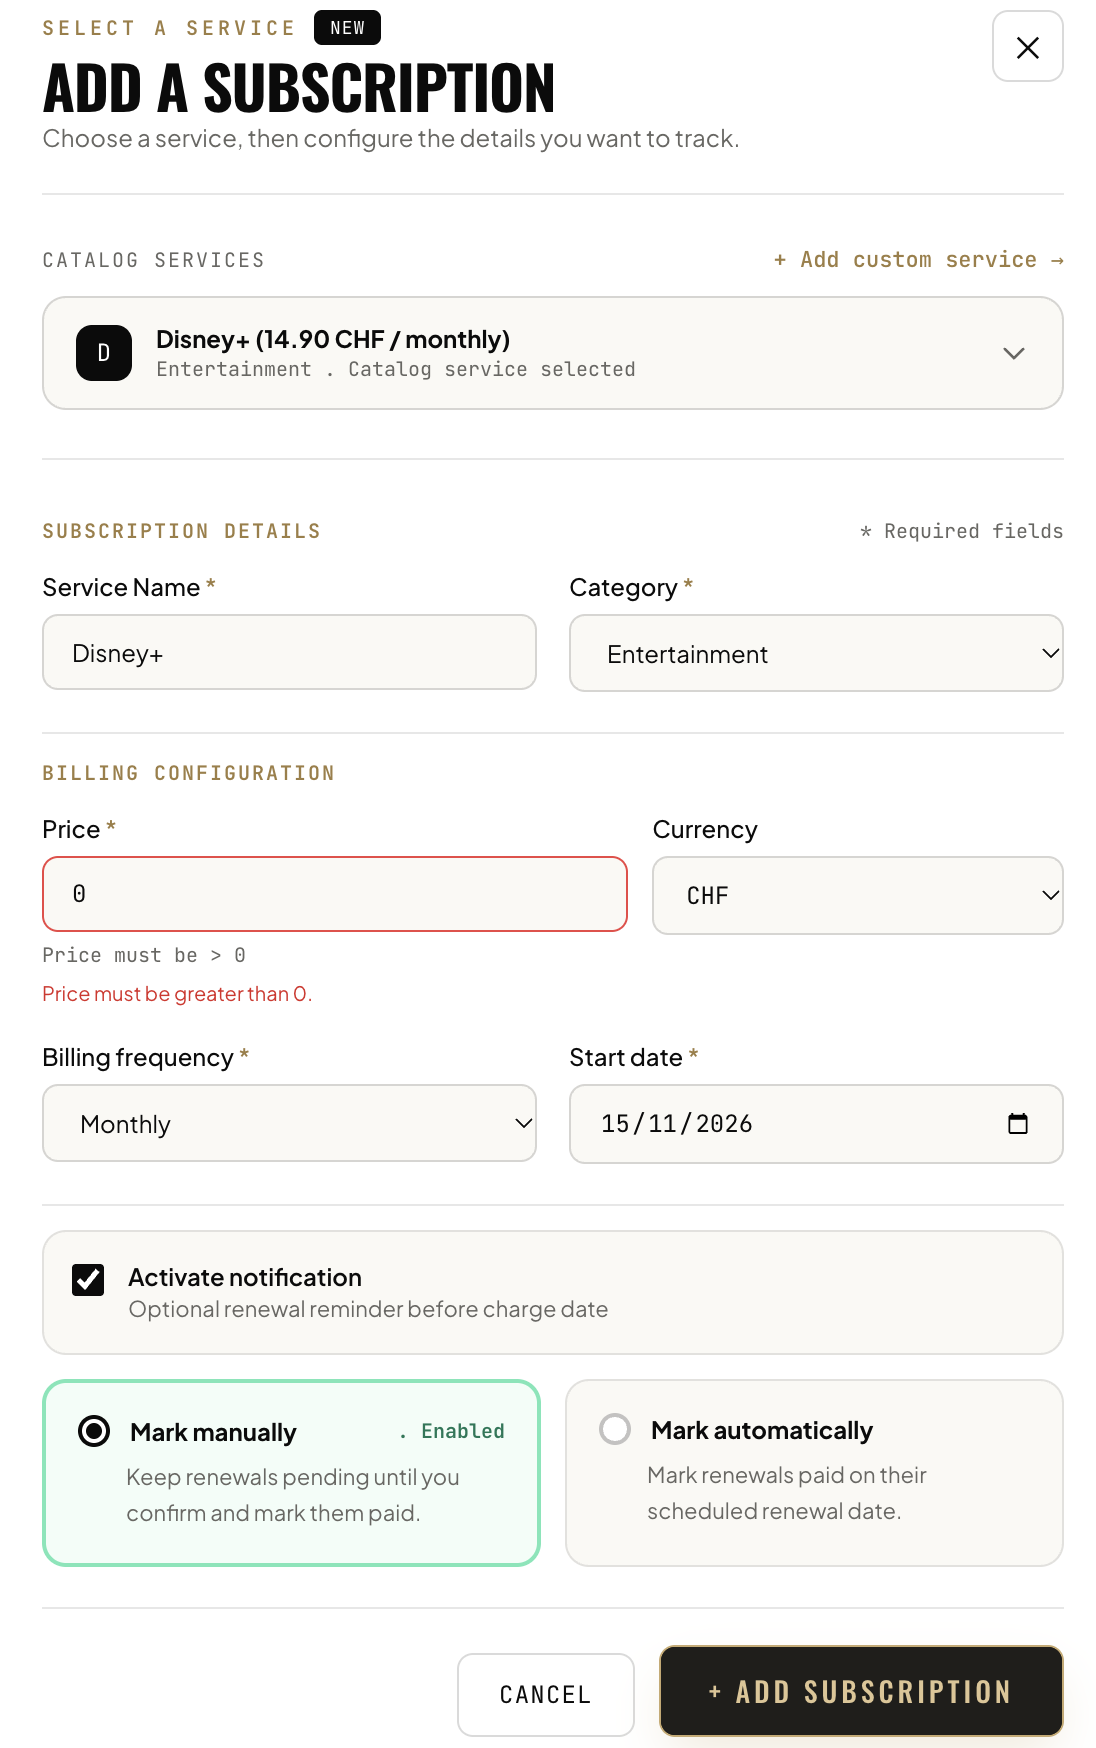 SELECT A SERVICE NEW
ADD A SUBSCRIPTION
Choose a service, then configure the details you want to track.
CATALOG SERVICES
+ Add custom service →
D
Disney+ (14.90 CHF / monthly)
Entertainment . Catalog service selected
SUBSCRIPTION DETAILS
* Required fields
Service Name *
Category *
Disney+
Entertainment
BILLING CONFIGURATION
Price *
Currency
0
CHF
Price must be > 0
Price must be greater than 0.
Billing frequency *
Start date *
Monthly
15/11/2026
Activate notification
Optional renewal reminder before charge date
Mark manually
. Enabled
Keep renewals pending until you
confirm and mark them paid.
Mark automatically
Mark renewals paid on their
scheduled renewal date.
CANCEL
+ ADD SUBSCRIPTION